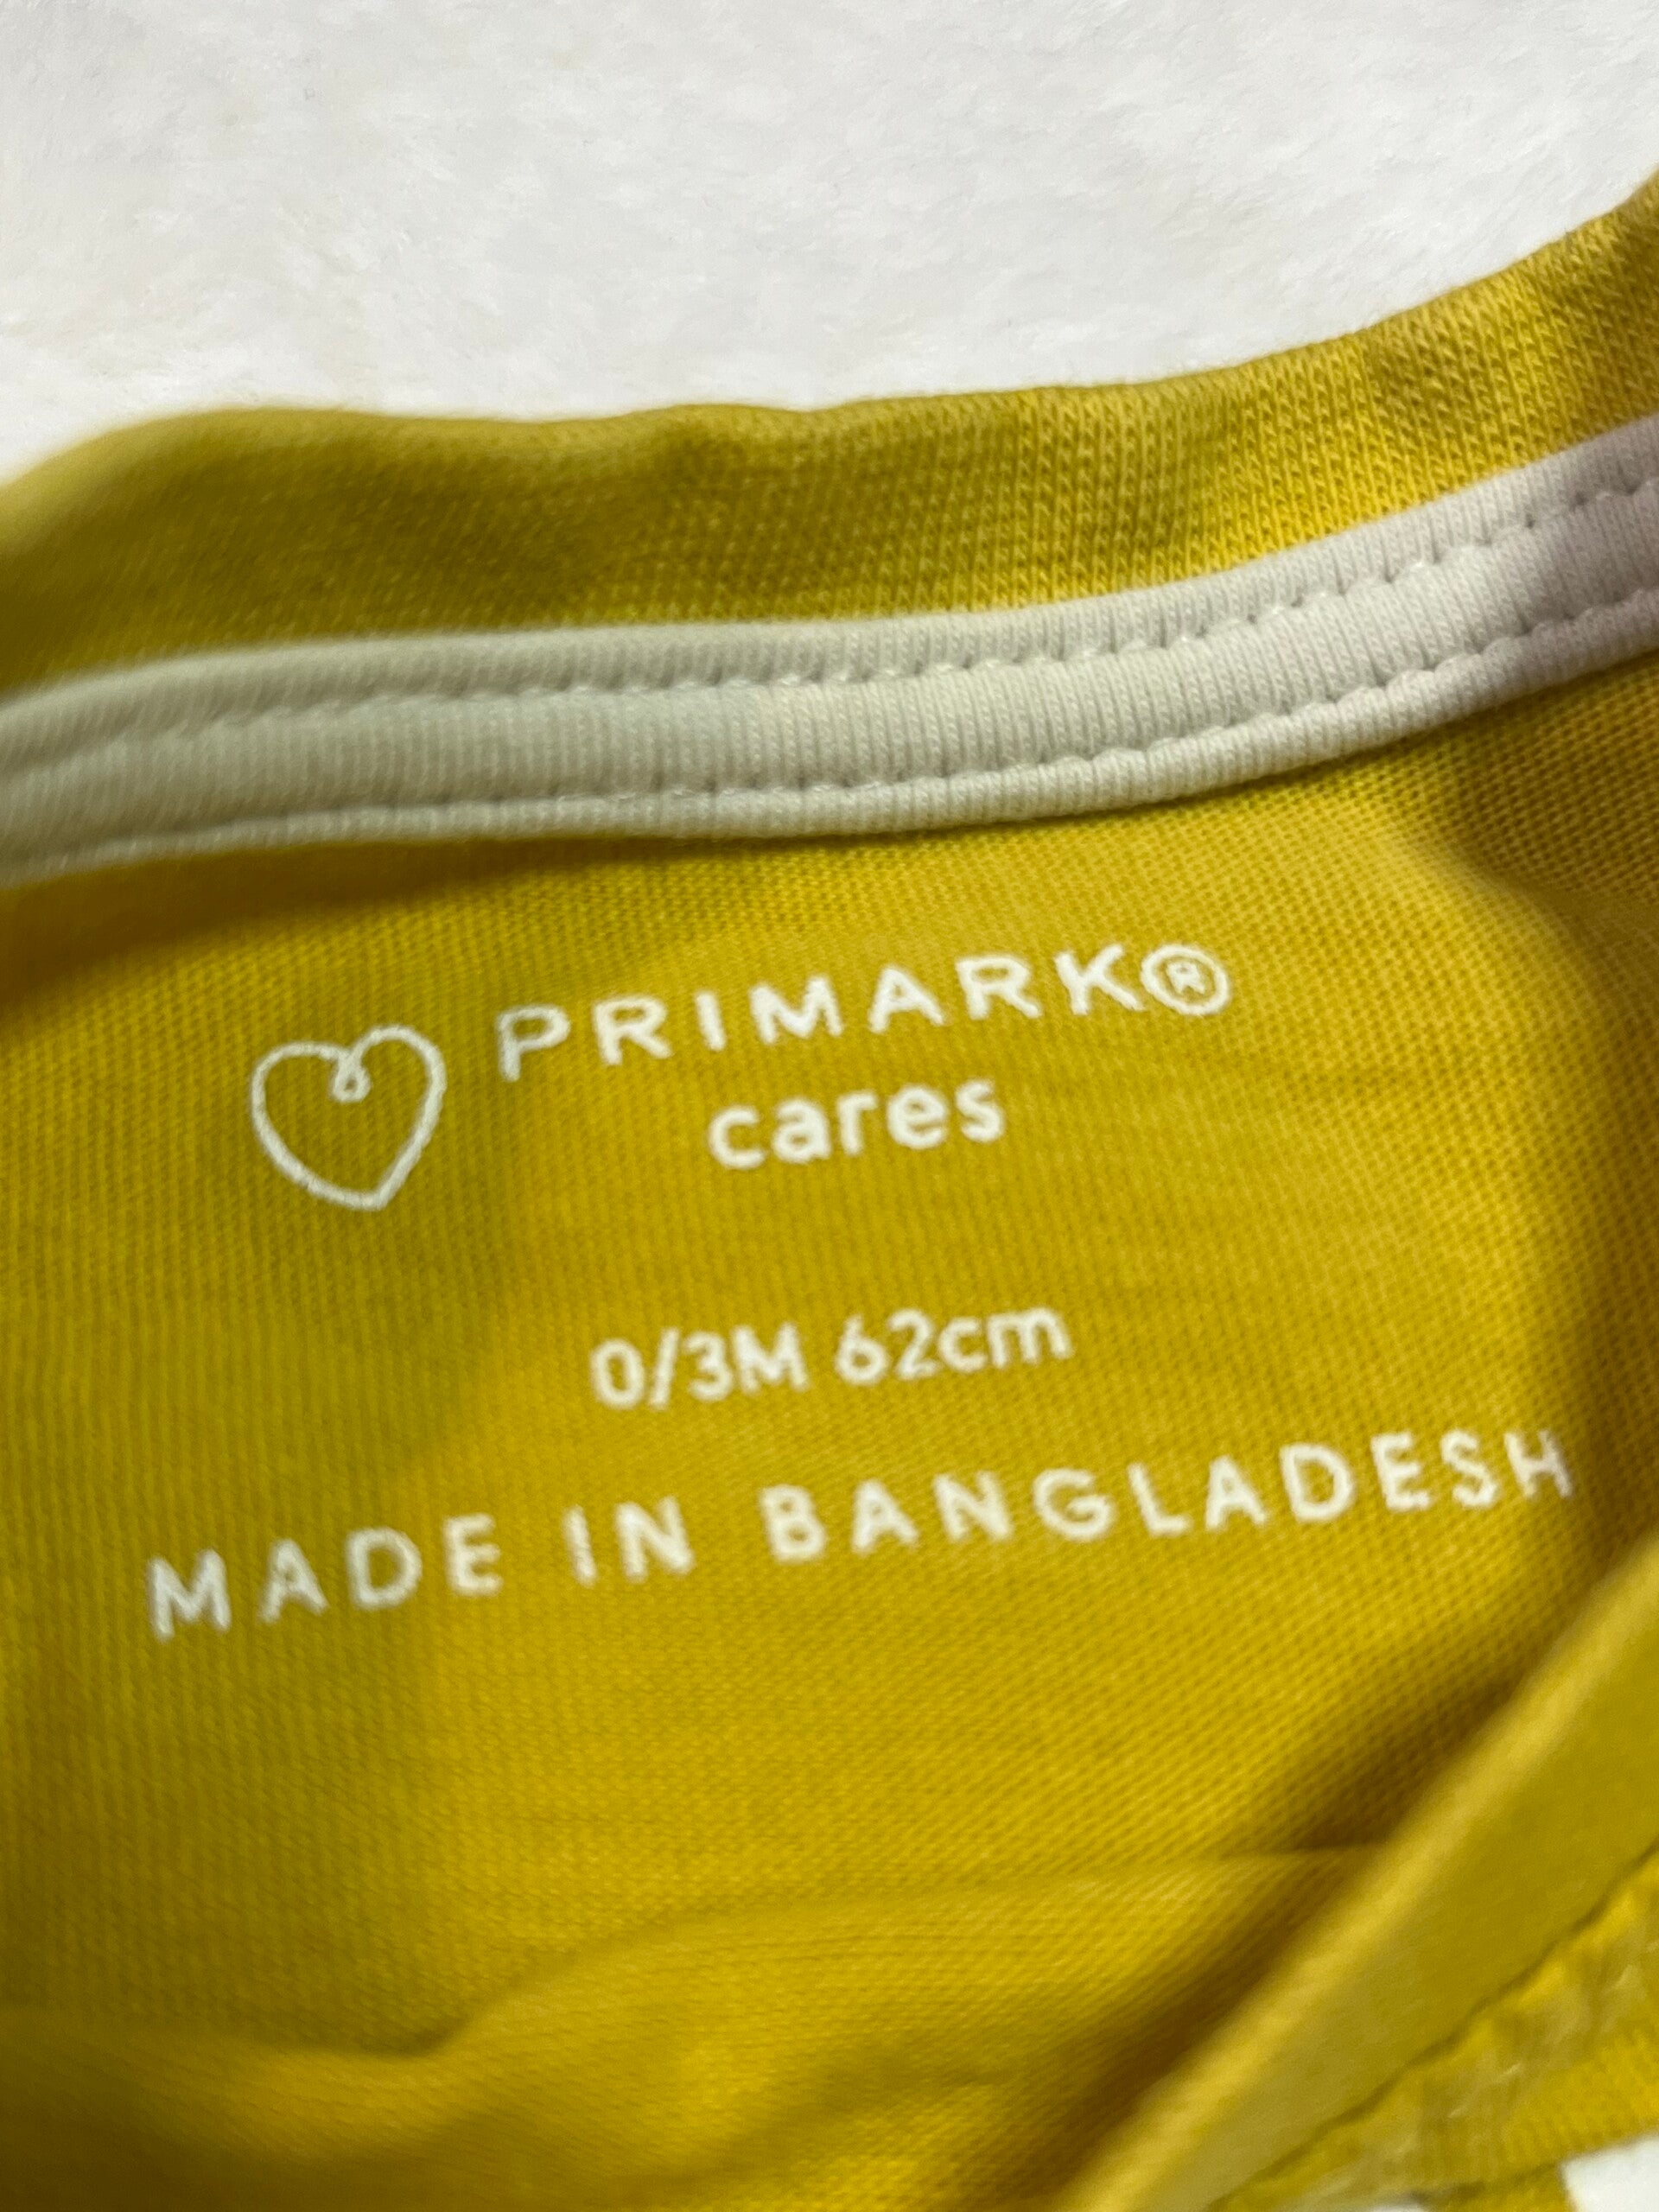 PRIMARK®
cares
0/3M 62cm
MADE IN BANGLADESH